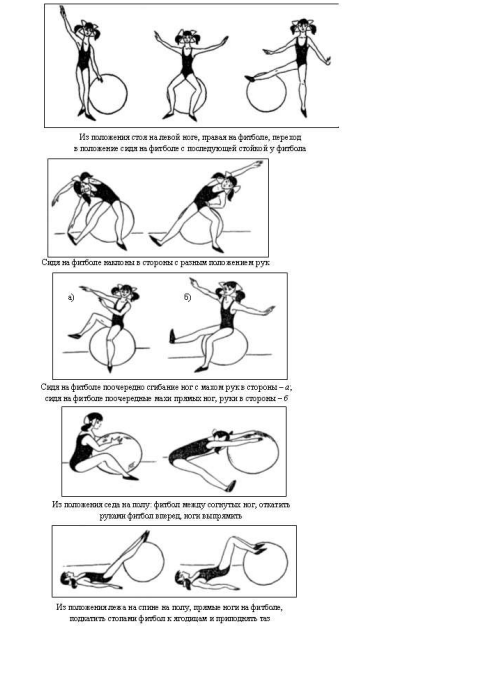 Из положения стоя на левой ноге, правая на фитболе, переход
в положение сидя на фитболе с последующей стойкой у фитбола
Сидя на фитболе наклоны в стороны с разным положением рук
а)
б)
Сидя на фитболе поочередно сгибание ног с махом рук в стороны – а;
сидя на фитболе поочередные махи прямых ног, руки в стороны – б
Из положения седа на полу: фитбол между согнутых ног, откатить
руками фитбол вперед, ноги выпрямить
Из положения лежа на спине на полу, прямые ноги на фитболе,
подкатить стопами фитбол к ягодицам и приподнять таз